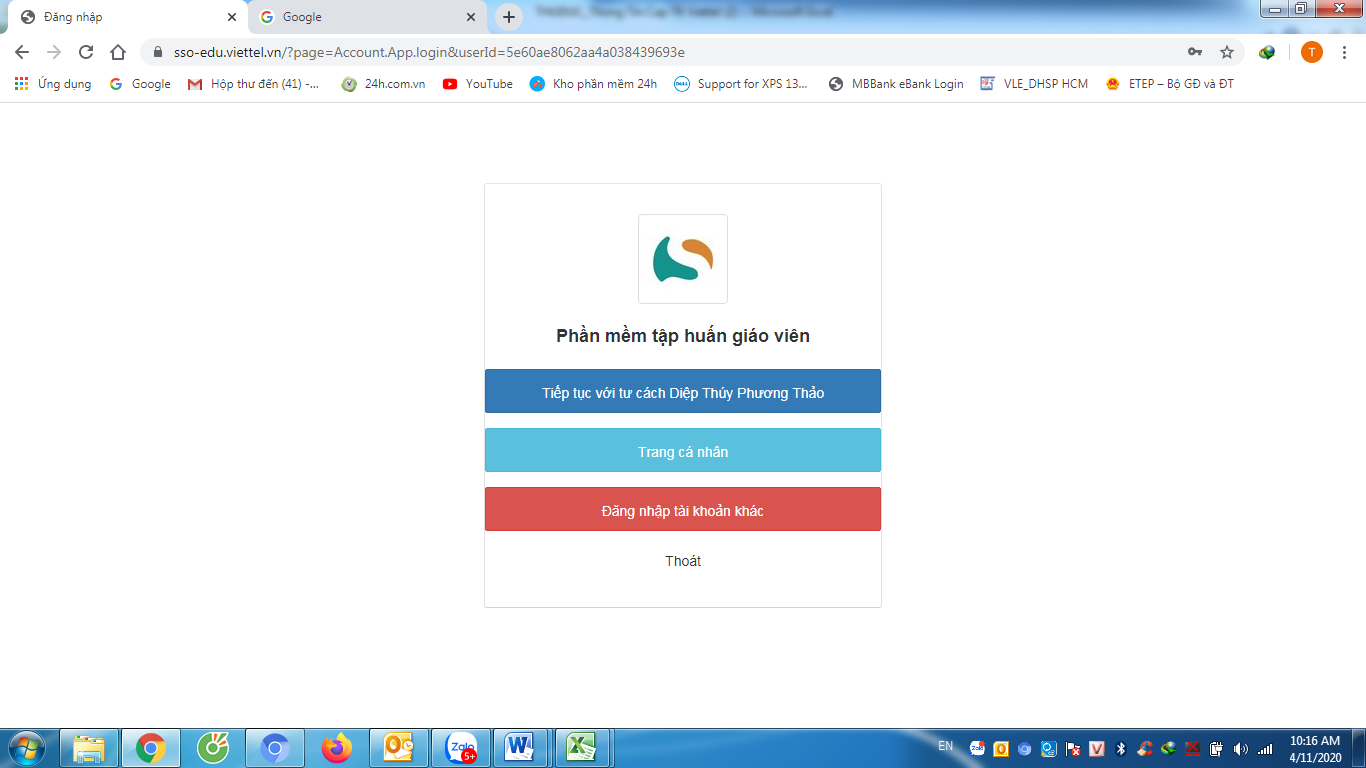 Đăng nhập
Google
sso-edu.viettel.vn/?page=Account.App.login&userId=5e60ae8062aa4a038439693e
T
Ứng dụng
Google
Hộp thư đến (41) -...
24h.com.vn
YouTube
Kho phần mềm 24h
Support for XPS 13...
MBBank eBank Login
VLE_DHSP HCM
ETEP – Bộ GĐ và ĐT
Phần mềm tập huấn giáo viên
Tiếp tục với tư cách Diệp Thúy Phương Thảo
Trang cá nhân
Đăng nhập tài khoản khác
Thoát
Zalo
5+
EN
10:16 AM
4/11/2020